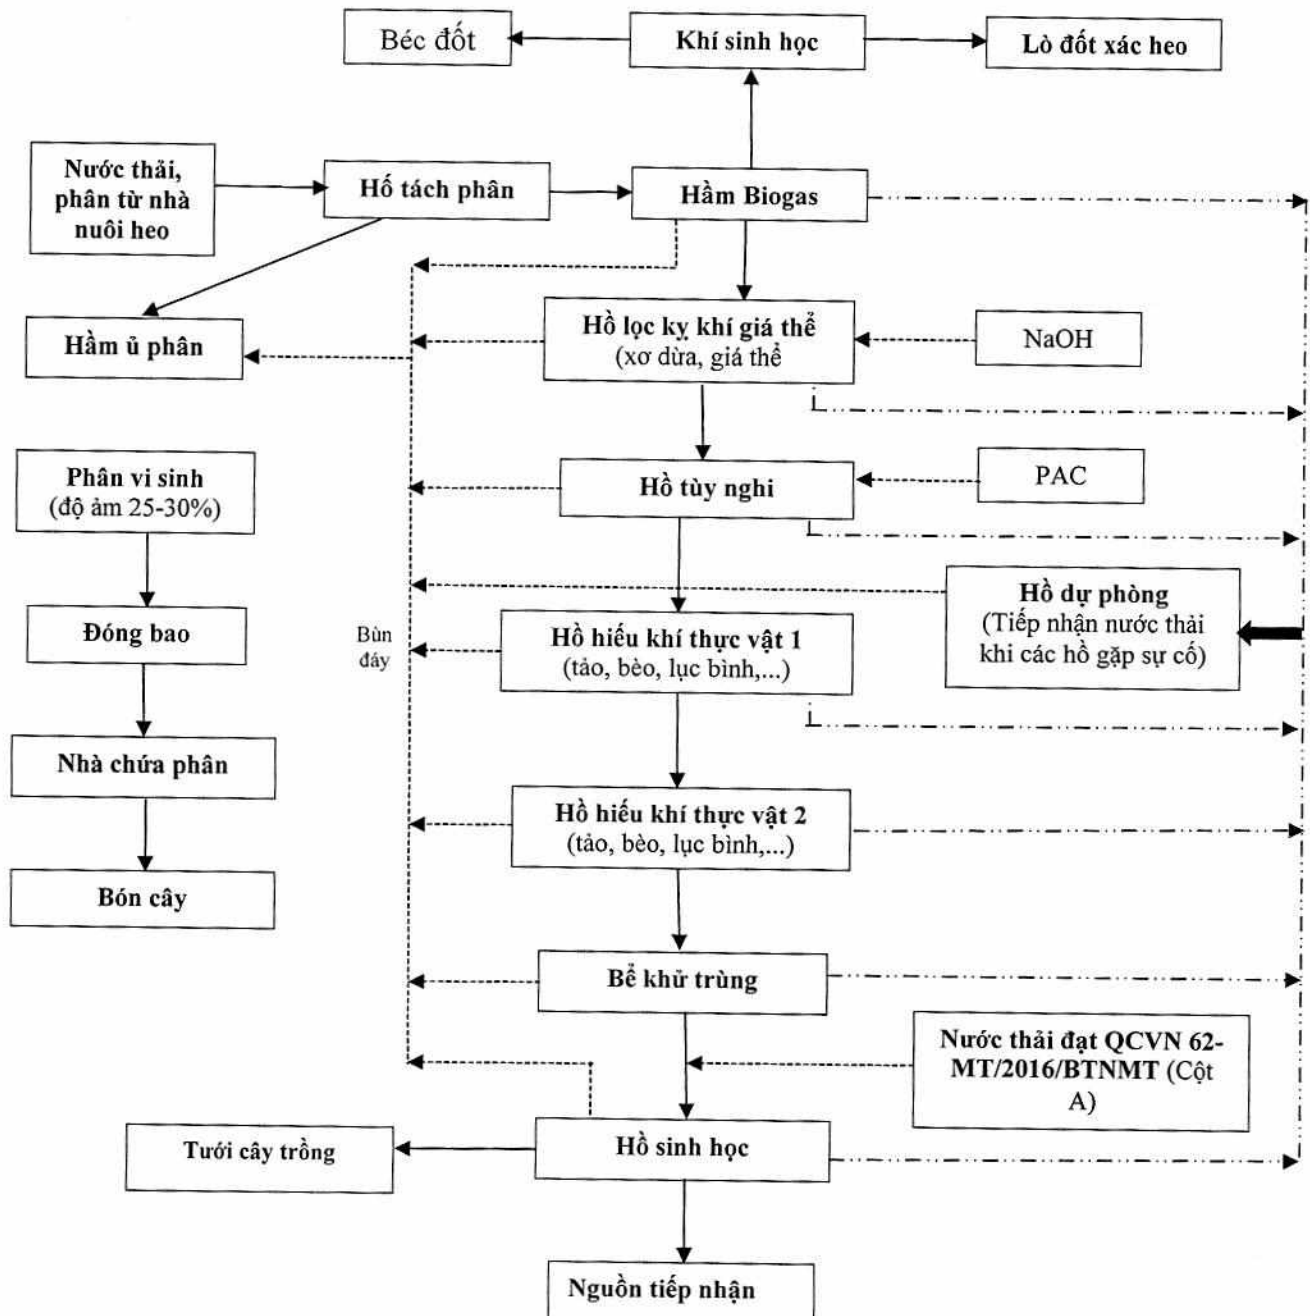 Béc đốt
Khí sinh học
Lò đốt xác heo
Nước thải,
phân từ nhà
nuôi heo
Hố tách phân
Hầm Biogas
Hầm ủ phân
Hồ lọc kỵ khí giá thể
(xơ dừa, giá thể
NaOH
Phân vi sinh
(độ ảm 25-30%)
Hồ tùy nghi
PAC
Đóng bao
Bùn
đáy
Hồ hiếu khí thực vật 1
(tảo, bèo, lục bình,...)
Hồ dự phòng
(Tiếp nhận nước thải
khi các hồ gặp sự cố)
Nhà chứa phân
Hồ hiếu khí thực vật 2
(tảo, bèo, lục bình,...)
Bón cây
Bể khử trùng
Nước thải đạt QCVN 62-
MT/2016/BTNMT (Cột
A)
Tưới cây trồng
Hồ sinh học
Nguồn tiếp nhận